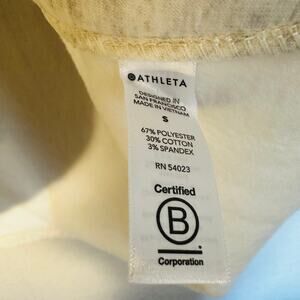 ATHLETA
DESIGNED IN
SAN FRANCISCO
MADE IN VIETNAM
S
67% POLYESTER
30% COTTON
3% SPANDEX
RN 54023
Certified
B
Corporation